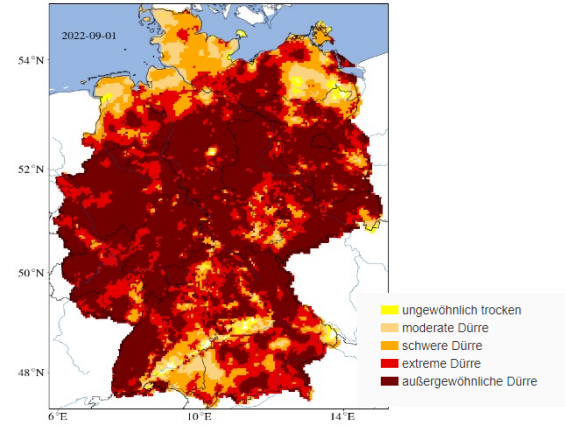 2022-09-01
54°N
52°N
50°N
48°N
6°E
10°E
14°E
ungewöhnlich trocken
moderate Dürre
schwere Dürre
extreme Dürre
außergewöhnliche Dürre